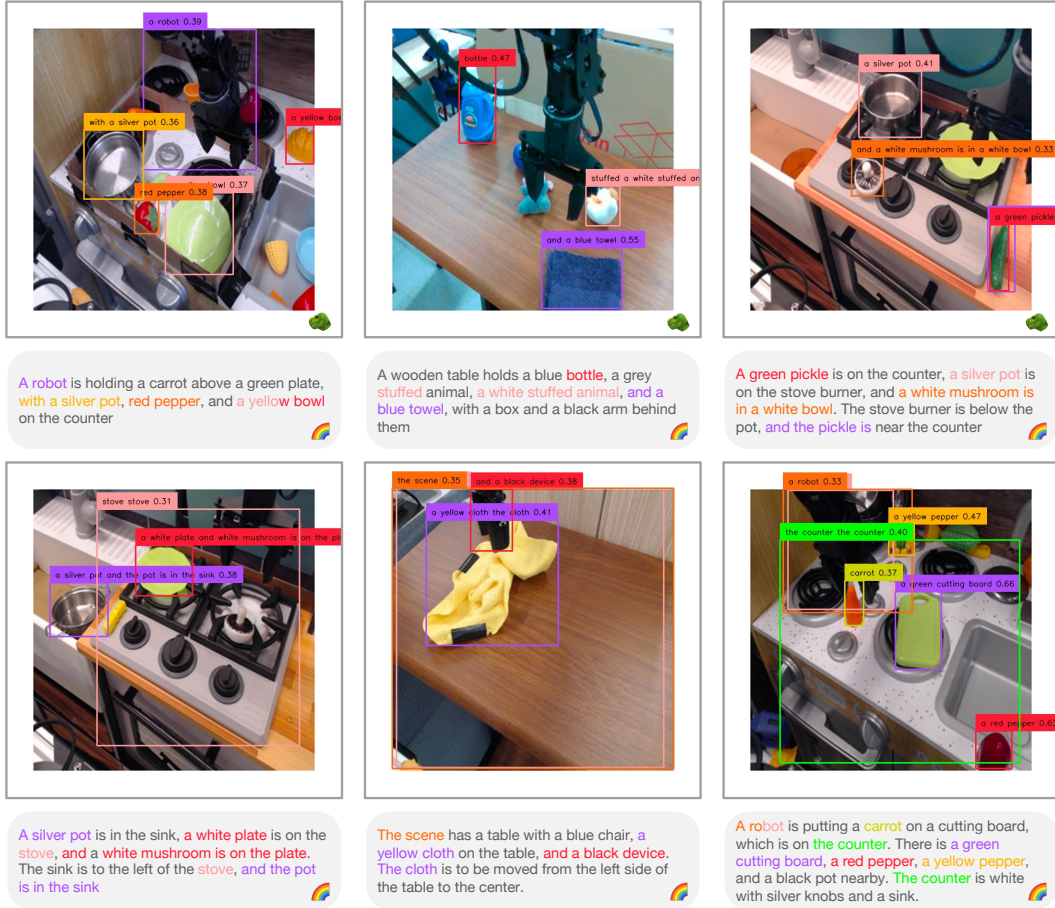 a robot 0.39
with a silver pot 0.36
a yellow
bowl 0.37
red pepper 0.38
A robot is holding a carrot above a green plate,
with a silver pot, red pepper, and a yellow bowl
on the counter
bottle 0.47
stuffed a white stuffed an
and a blue towel 0.55
A wooden table holds a blue bottle, a grey
stuffed animal, a white stuffed animal, and a
blue towel, with a box and a black arm behind
them
a silver pot 0.41
and a white mushroom is in a white bowl 0.33
a green pickle
A green pickle is on the counter, a silver pot is
on the stove burner, and a white mushroom is
in a white bowl. The stove burner is below the
pot, and the pickle is near the counter
stove stove 0.31
a white plate and white mushroom is on the
a silver pot and the pot is in the sink 0.38
A silver pot is in the sink, a white plate is on the
stove, and a white mushroom is on the plate.
The sink is to the left of the stove, and the pot
is in the sink
the scene 0.35
and a black device 0.38
a yellow cloth the cloth 0.41
The scene has a table with a blue chair, a
yellow cloth on the table, and a black device.
The cloth is to be moved from the left side of
the table to the center.
a robot 0.33
a yellow pepper 0.47
the counter the counter 0.40
carrot 0.37
a green cutting board 0.66
a red pepper
A robot is putting a carrot on a cutting board,
which is on the counter. There is a green
cutting board, a red pepper, a yellow pepper,
and a black pot nearby. The counter is white
with silver knobs and a sink.